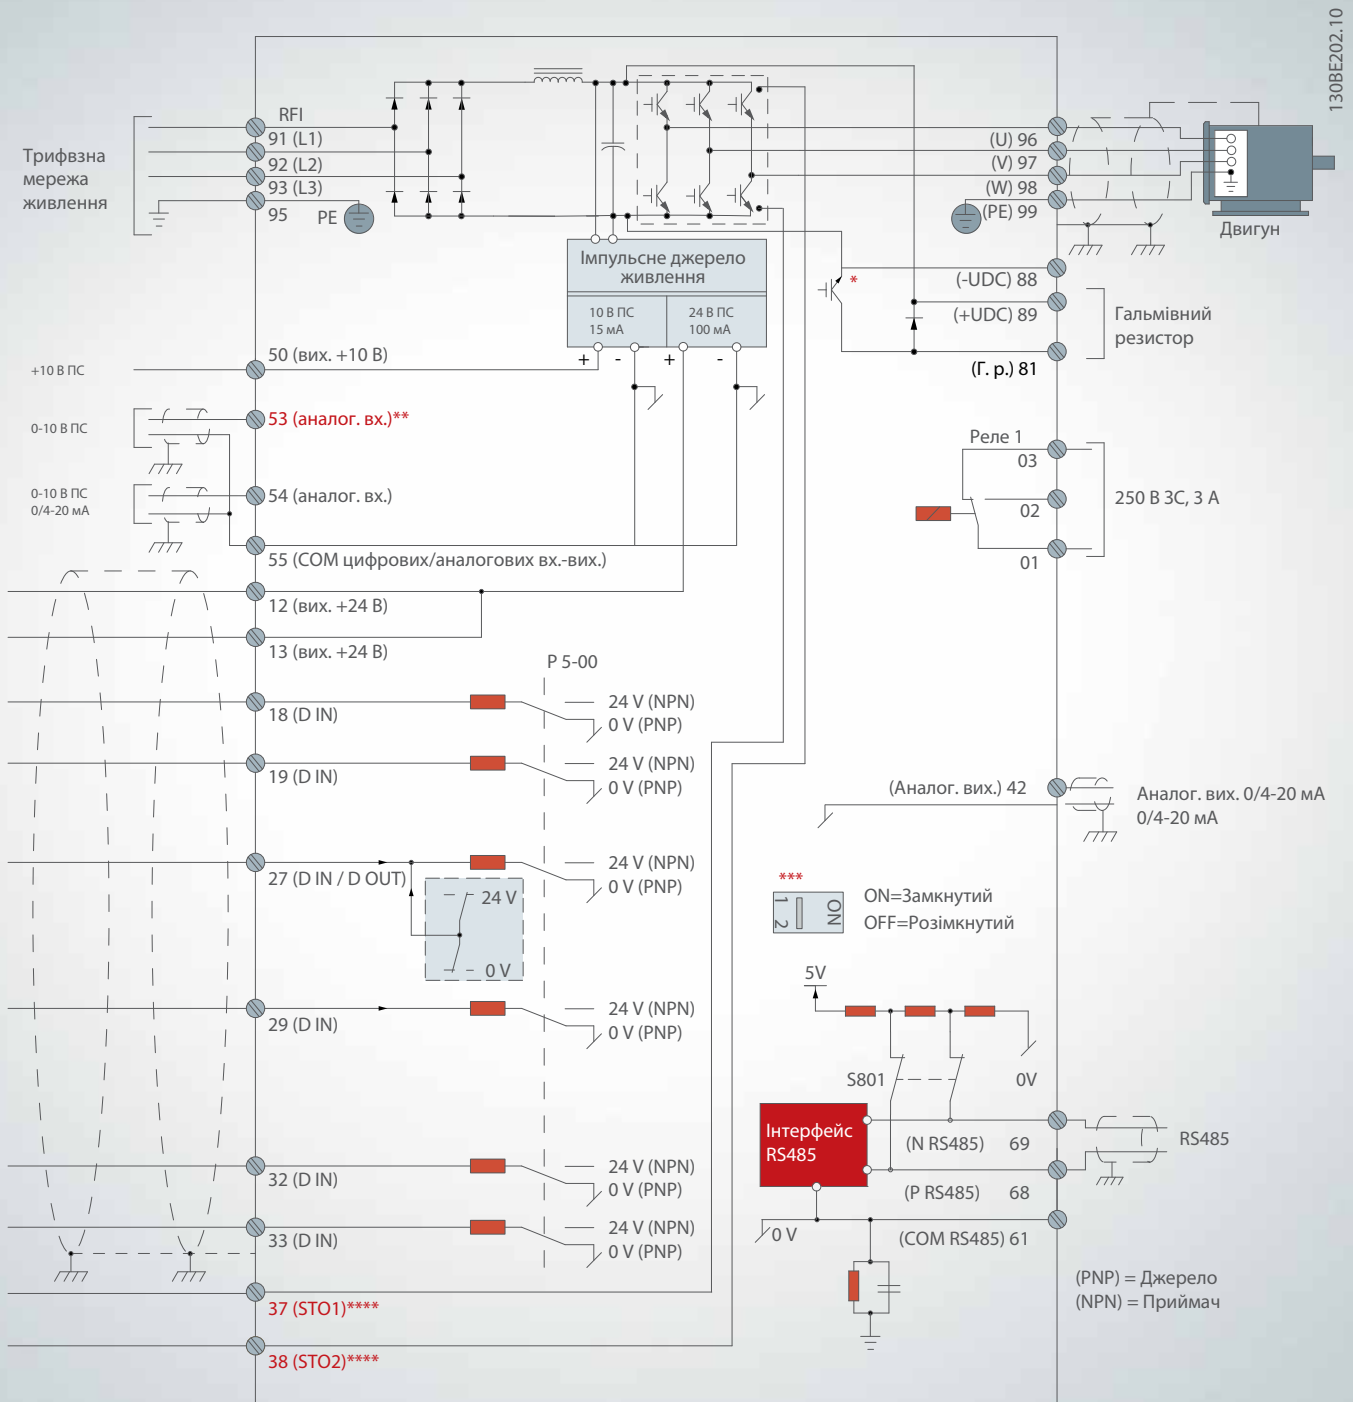 130BE202.10
RFI
91 (L1)
92 (L2)
93 (L3)
95
PE
Трифвзна
мережа
живлення
(U) 96
(V) 97
(W) 98
(PE) 99
Двигун
Імпульсне джерело
живлення
10 В ПС
15 мА
24 В ПС
100 мА
+ - + -
*
(-UDC) 88
(+UDC) 89
(Г. р.) 81
Гальмівний
резистор
+10 В ПС
50 (вих. +10 В)
0-10 В ПС
53 (аналог. вх.)**
0-10 В ПС
0/4-20 мА
54 (аналог. вх.)
55 (COM цифрових/аналогових вх.-вих.)
Реле 1
03
02
01
250 В ЗС, 3 А
12 (вих. +24 В)
13 (вих. +24 В)
P 5-00
18 (D IN)
24 V (NPN)
0 V (PNP)
19 (D IN)
24 V (NPN)
0 V (PNP)
27 (D IN / D OUT)
24 V (NPN)
0 V (PNP)
24 V
0 V
29 (D IN)
24 V (NPN)
0 V (PNP)
32 (D IN)
24 V (NPN)
0 V (PNP)
33 (D IN)
24 V (NPN)
0 V (PNP)
37 (STO1)****
38 (STO2)****
(Аналог. вих.) 42
Аналог. вих. 0/4-20 мА
0/4-20 мА
***
1 2 ON
ON=Замкнутий
OFF=Розімкнутий
5V
S801
0V
Інтерфейс
RS485
(N RS485) 69
(P RS485) 68
RS485
0 V
(COM RS485) 61
(PNP) = Джерело
(NPN) = Приймач